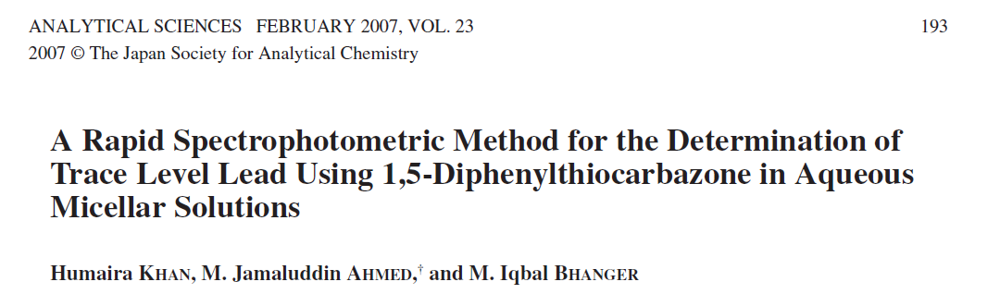 ANALYTICAL SCIENCES FEBRUARY 2007, VOL. 23 193
2007 © The Japan Society for Analytical Chemistry
A Rapid Spectrophotometric Method for the Determination of
Trace Level Lead Using 1,5-Diphenylthiocarbazone in Aqueous
Micellar Solutions
Humaira KHAN, M. Jamaluddin AHMED,† and M. Iqbal BHANGER